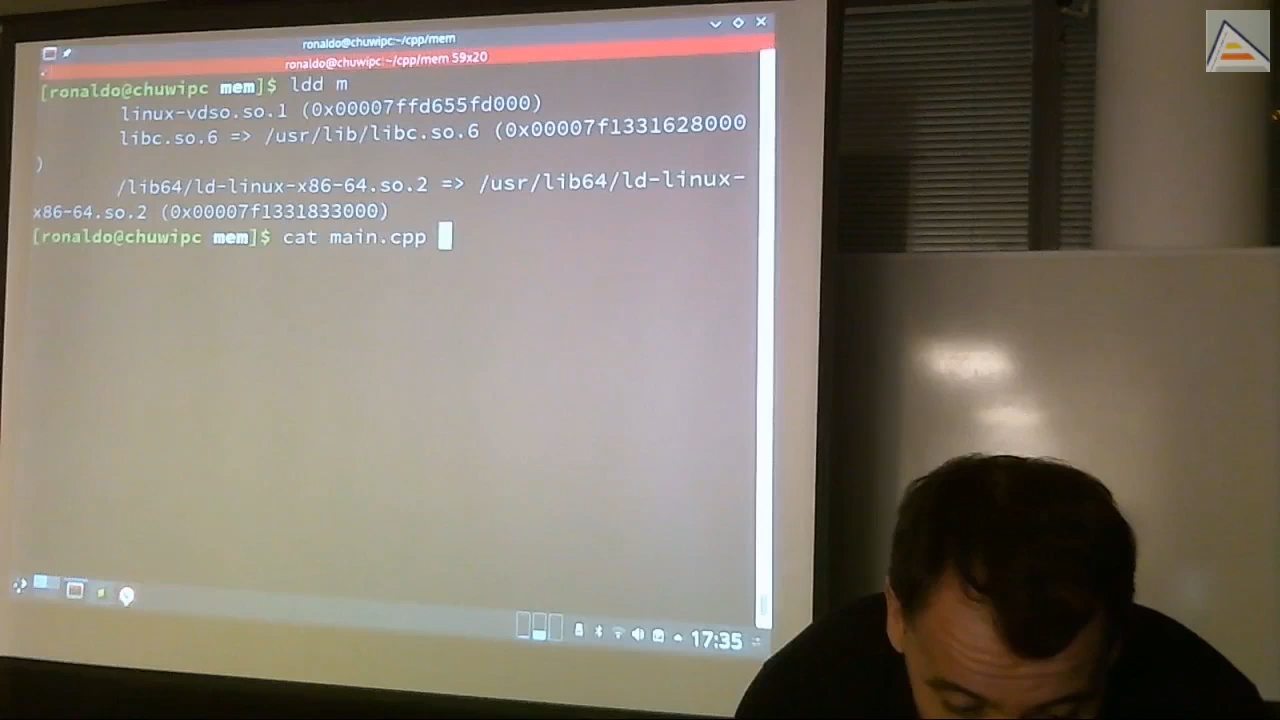 ronaldo@chuwipc:~/cpp/mem
ronaldo@chuwipc:~/cpp/mem 59x20
[ronaldo@chuwipc mem]$ ldd m
linux-vdso.so.1 (0x00007ffd655fd000)
libc.so.6 => /usr/lib/libc.so.6 (0x00007f1331628000
)
/lib64/ld-linux-x86-64.so.2 => /usr/lib64/ld-linux-
x86-64.so.2 (0x00007f1331833000)
[ronaldo@chuwipc mem]$ cat main.cpp
17:35